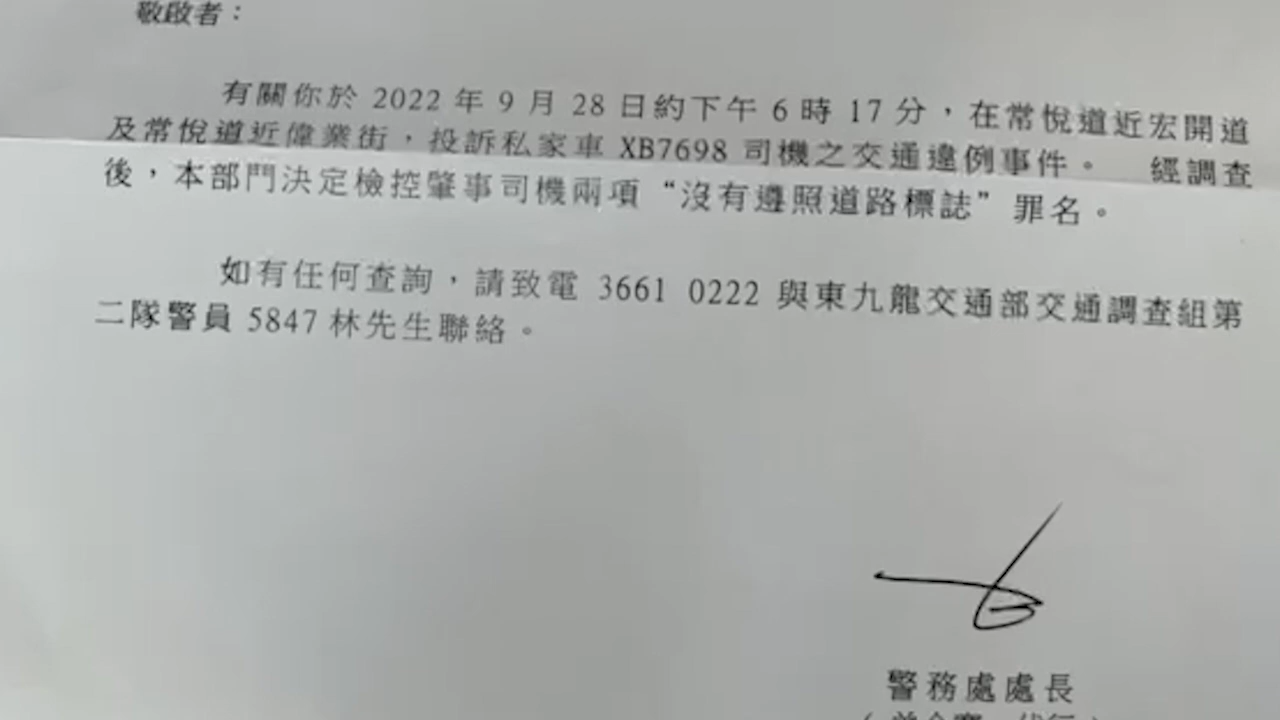 敬啟者：
有關你於 2022 年 9 月 28 日約下午 6 時 17 分，在常悅道近宏開道
及常悅道近偉業街，投訴私家車 XB7698 司機之交通違例事件。 經調查
後，本部門決定檢控肇事司機兩項“沒有遵照道路標誌”罪名。
如有任何查詢，請致電 3661 0222 與東九龍交通部交通調查組第
二隊警員 5847 林先生聯絡。
警務處處長